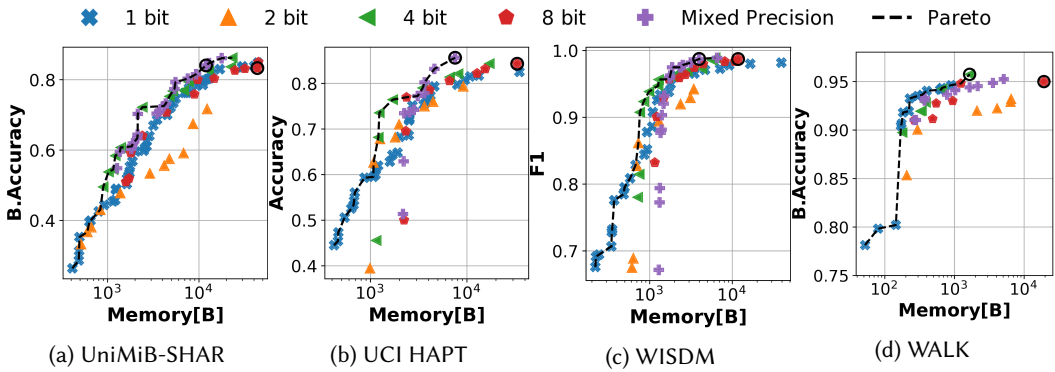 1 bit 2 bit 4 bit 8 bit Mixed Precision Pareto
B.Accuracy
0.8
0.6
0.4
10³ 10⁴
Memory[B]
(a) UniMiB-SHAR
Accuracy
0.8
0.7
0.6
0.5
0.4
10³ 10⁴
Memory[B]
(b) UCI HAPT
F1
1.0
0.9
0.8
0.7
10³ 10⁴
Memory[B]
(c) WISDM
B.Accuracy
0.95
0.90
0.85
0.80
0.75
10² 10³ 10⁴
Memory[B]
(d) WALK